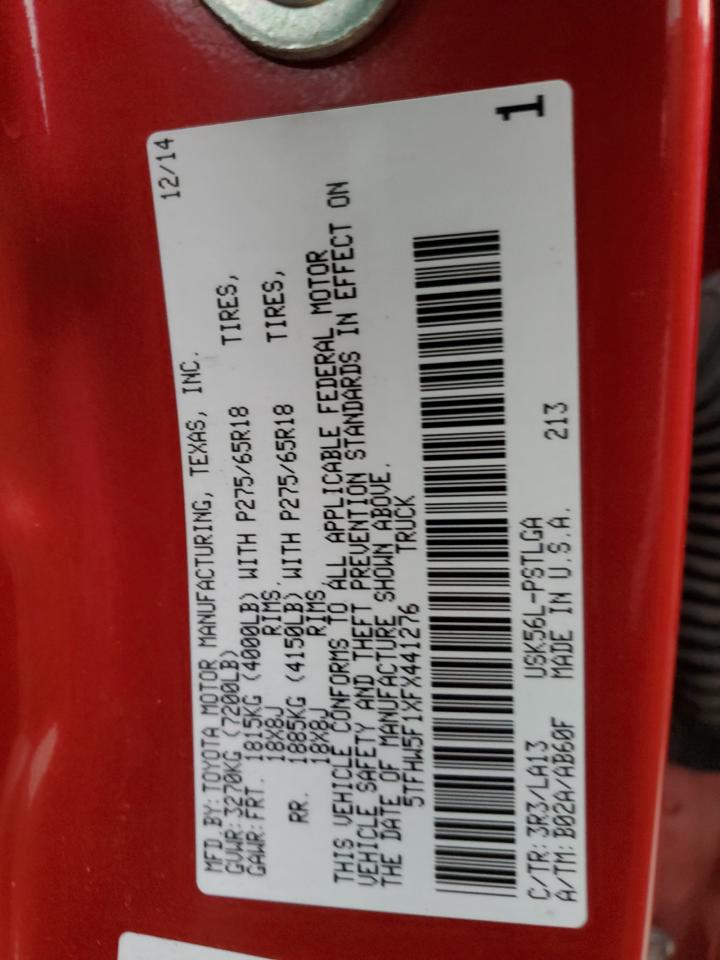 12/14
MFD. BY: TOYOTA MOTOR MANUFACTURING, TEXAS, INC.
GVWR: 3270KG (7200LB)
GAWR: FRT. 1815KG (4000LB) WITH P275/65R18 TIRES,
18X8J RIMS.
RR. 1885KG (4150LB) WITH P275/65R18 TIRES,
18X8J RIMS
THIS VEHICLE CONFORMS TO ALL APPLICABLE FEDERAL MOTOR
VEHICLE SAFETY AND THEFT PREVENTION STANDARDS IN EFFECT ON
THE DATE OF MANUFACTURE SHOWN ABOVE.
5TFHW5F1XFX441276 TRUCK
C/TR: 3R3/LA13 USK56L-PSTLGA 213
A/TM: B02A/AB60F MADE IN U.S.A.
1